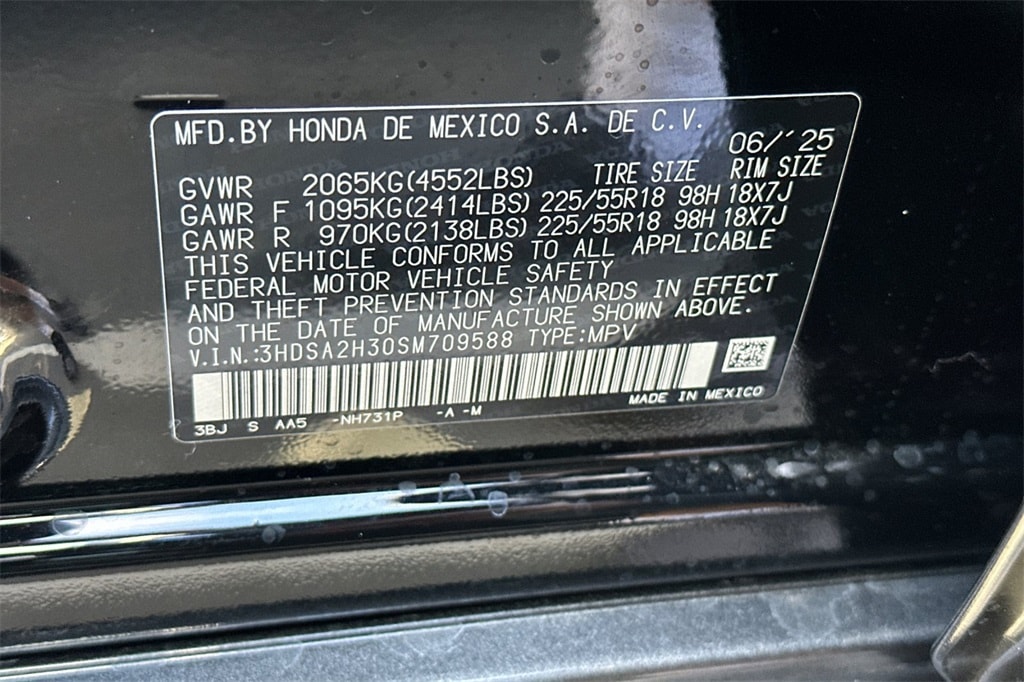 MFD.BY HONDA DE MEXICO S.A. DE C.V.
06/'25
GVWR 2065KG(4552LBS) TIRE SIZE RIM SIZE
GAWR F 1095KG(2414LBS) 225/55R18 98H 18X7J
GAWR R 970KG(2138LBS) 225/55R18 98H 18X7J
THIS VEHICLE CONFORMS TO ALL APPLICABLE
FEDERAL MOTOR VEHICLE SAFETY
AND THEFT PREVENTION STANDARDS IN EFFECT
ON THE DATE OF MANUFACTURE SHOWN ABOVE.
V.I.N.:3HDSA2H30SM709588 TYPE:MPV
MADE IN MEXICO
3BJ S AA5 -NH731P -A -M